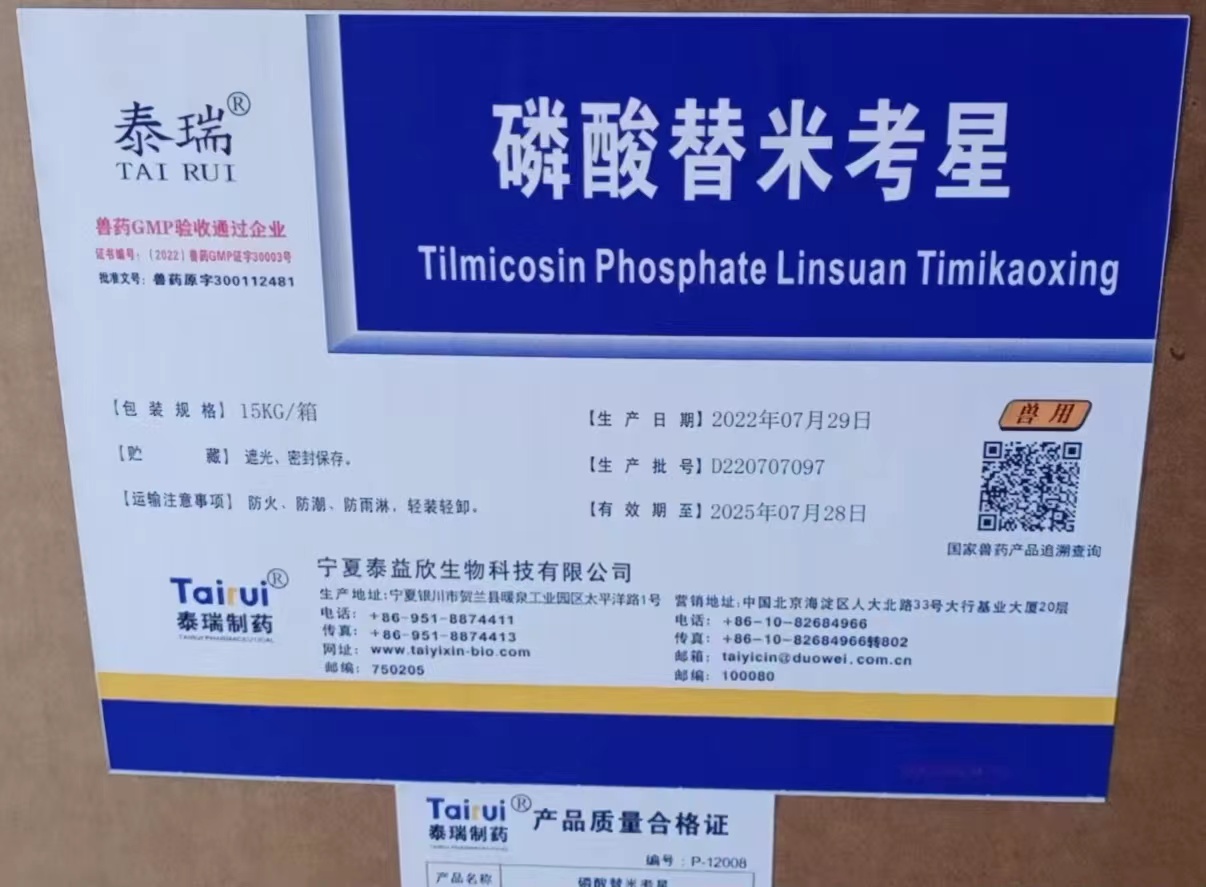 泰瑞®
TAI RUI
兽药GMP验收通过企业
证书编号：（2022）兽药GMP证字30003号
批准文号：兽药原字300112481
磷酸替米考星
Tilmicosin Phosphate Linsuan Timikaoxing
【包装规格】15KG/箱
【贮藏】遮光、密封保存。
【运输注意事项】防火、防潮、防雨淋，轻装轻卸。
【生产日期】2022年07月29日
【生产批号】D220707097
【有效期至】2025年07月28日
兽用
国家兽药产品追溯查询
Tairui®
泰瑞制药
TAIRUI PHARMACEUTICAL
宁夏泰益欣生物科技有限公司
生产地址:宁夏银川市贺兰县暖泉工业园区太平洋路1号
电话：+86-951-8874411
传真：+86-951-8874413
网址：www.taiyixin-bio.com
邮编：750205
营销地址:中国北京海淀区人大北路33号大行基业大厦20层
电话：+86-10-82684966
传真：+86-10-82684966转802
邮箱：taiyicin@duowei.com.cn
邮编：100080
Tairui®
泰瑞制药
产品质量合格证
编号：P-12008
产品名称
磷酸替米考星